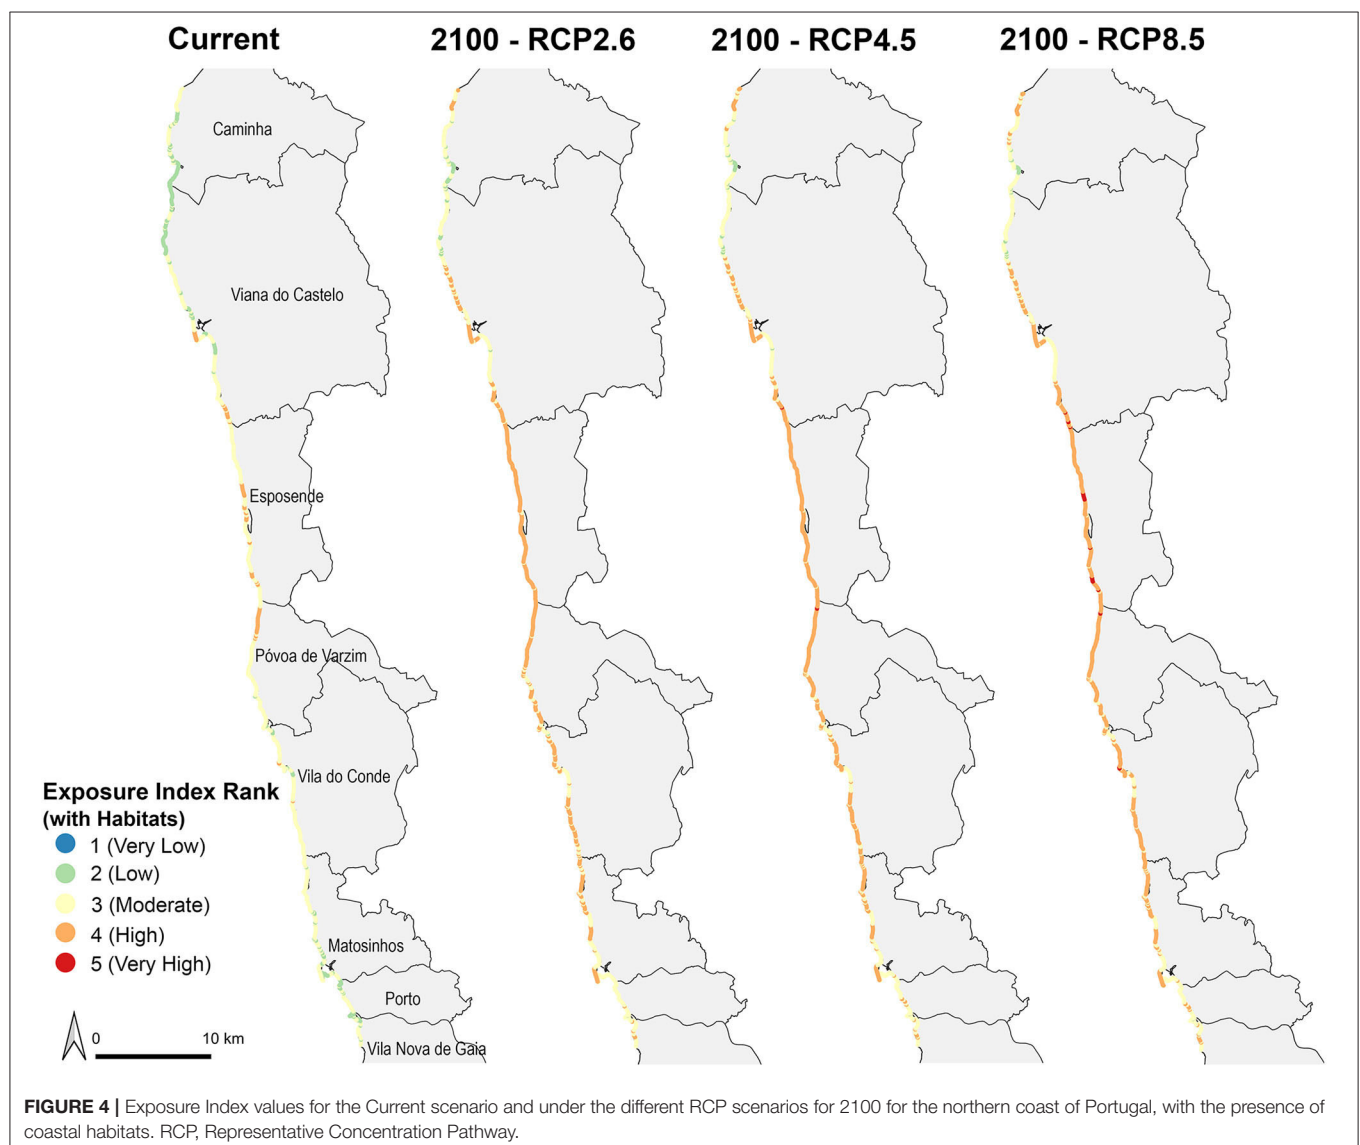 Current
2100 - RCP2.6
2100 - RCP4.5
2100 - RCP8.5
Caminha
Viana do Castelo
Esposende
Póvoa de Varzim
Vila do Conde
Matosinhos
Porto
Vila Nova de Gaia
Exposure Index Rank
(with Habitats)
1 (Very Low)
2 (Low)
3 (Moderate)
4 (High)
5 (Very High)
0 10 km
FIGURE 4 | Exposure Index values for the Current scenario and under the different RCP scenarios for 2100 for the northern coast of Portugal, with the presence of
coastal habitats. RCP, Representative Concentration Pathway.